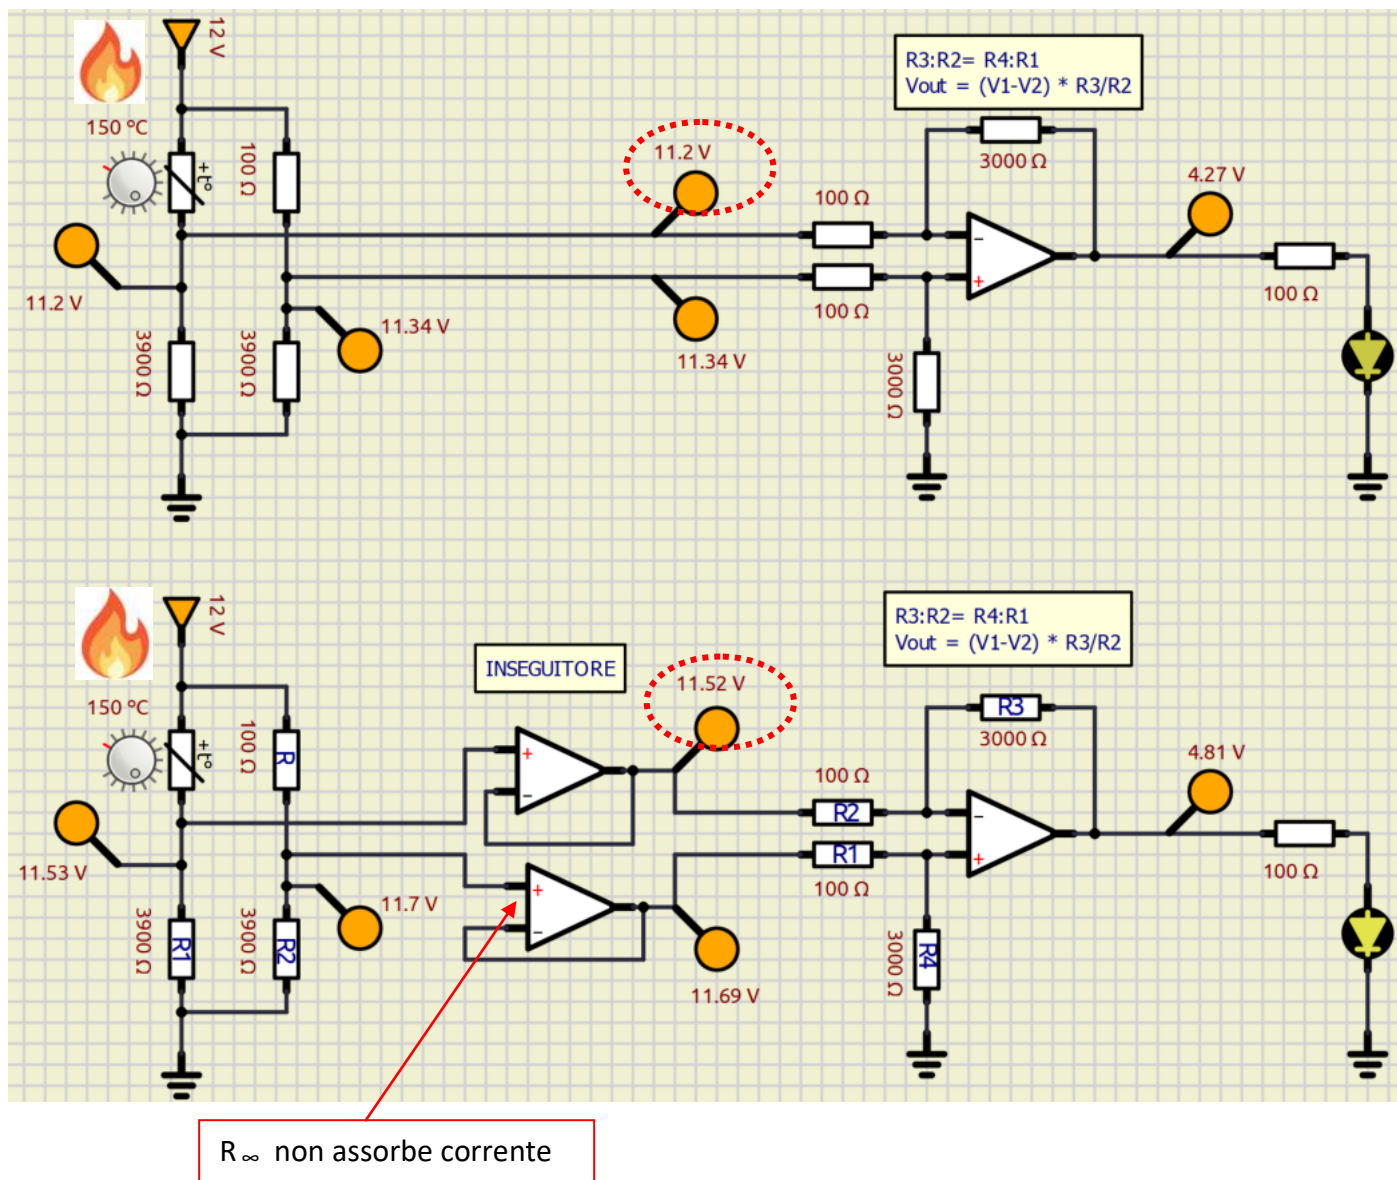 12 V
150 °C
+t°
100 Ω
11.2 V
3900 Ω
3900 Ω
11.34 V
11.2 V
11.34 V
R3:R2= R4:R1
Vout = (V1-V2) * R3/R2
3000 Ω
100 Ω
100 Ω
−
+
3000 Ω
4.27 V
100 Ω
12 V
150 °C
+t°
100 Ω
R
11.53 V
3900 Ω
R1
3900 Ω
R2
11.7 V
INSEGUITORE
+
−
+
−
11.52 V
11.69 V
R3:R2= R4:R1
Vout = (V1-V2) * R3/R2
R3
3000 Ω
100 Ω
R2
R1
100 Ω
−
+
3000 Ω
R4
4.81 V
100 Ω
R ∞ non assorbe corrente